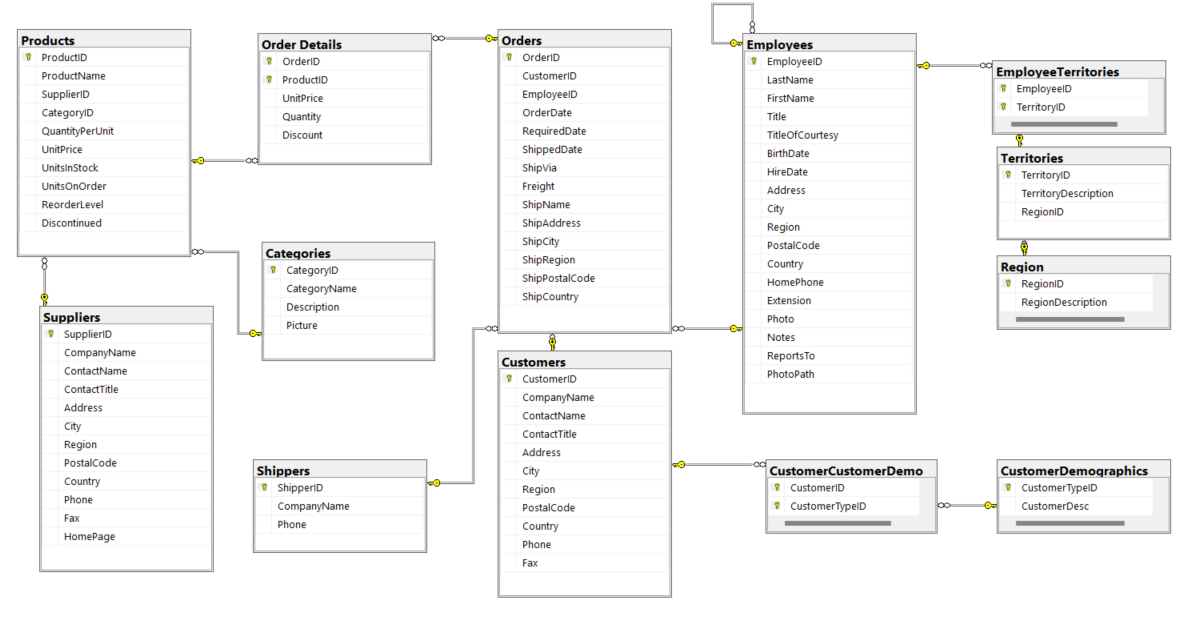 Products
ProductID
ProductName
SupplierID
CategoryID
QuantityPerUnit
UnitPrice
UnitsInStock
UnitsOnOrder
ReorderLevel
Discontinued
Order Details
OrderID
ProductID
UnitPrice
Quantity
Discount
Orders
OrderID
CustomerID
EmployeeID
OrderDate
RequiredDate
ShippedDate
ShipVia
Freight
ShipName
ShipAddress
ShipCity
ShipRegion
ShipPostalCode
ShipCountry
Employees
EmployeeID
LastName
FirstName
Title
TitleOfCourtesy
BirthDate
HireDate
Address
City
Region
PostalCode
Country
HomePhone
Extension
Photo
Notes
ReportsTo
PhotoPath
EmployeeTerritories
EmployeeID
TerritoryID
Territories
TerritoryID
TerritoryDescription
RegionID
Region
RegionID
RegionDescription
Categories
CategoryID
CategoryName
Description
Picture
Suppliers
SupplierID
CompanyName
ContactName
ContactTitle
Address
City
Region
PostalCode
Country
Phone
Fax
HomePage
Shippers
ShipperID
CompanyName
Phone
Customers
CustomerID
CompanyName
ContactName
ContactTitle
Address
City
Region
PostalCode
Country
Phone
Fax
CustomerCustomerDemo
CustomerID
CustomerTypeID
CustomerDemographics
CustomerTypeID
CustomerDesc